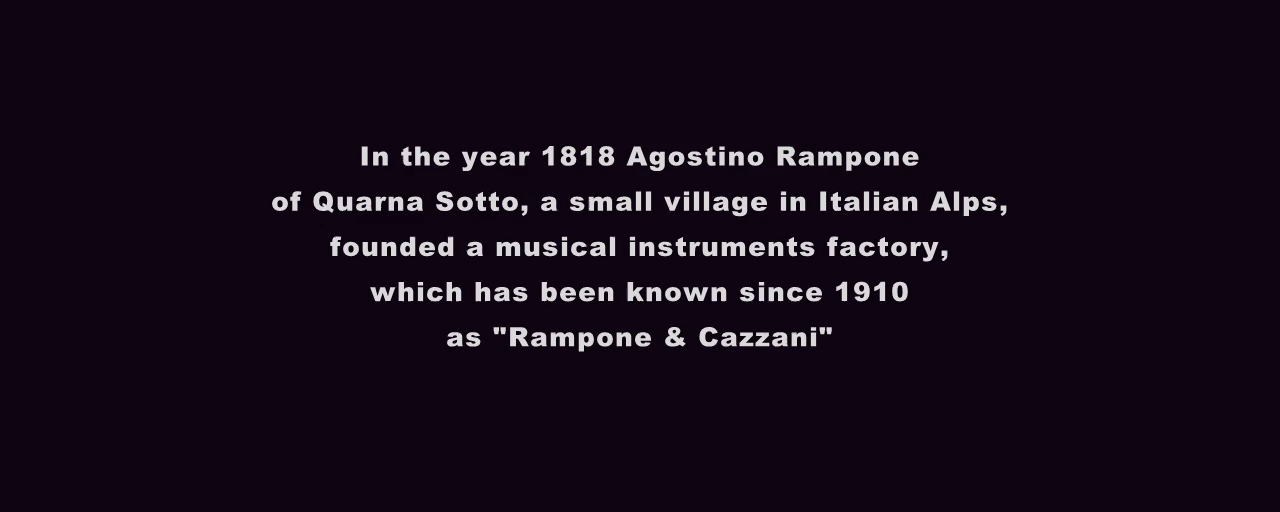 In the year 1818 Agostino Rampone
of Quarna Sotto, a small village in Italian Alps,
founded a musical instruments factory,
which has been known since 1910
as "Rampone & Cazzani"